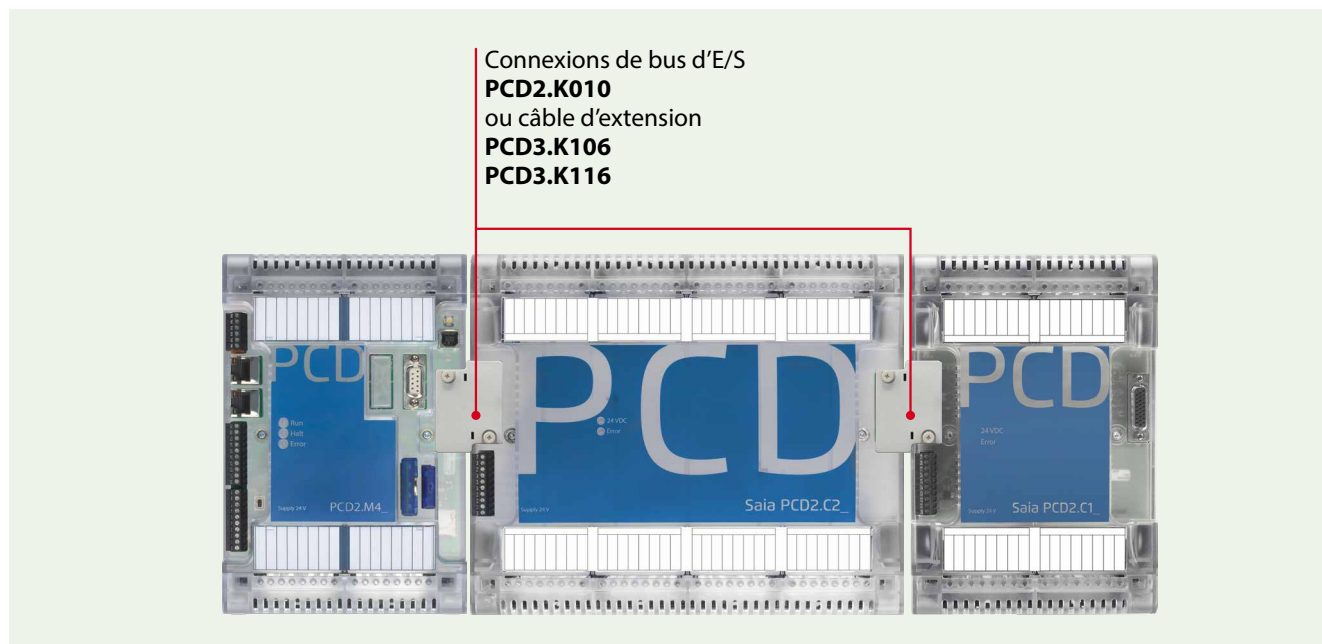 Connexions de bus d’E/S
PCD2.K010
ou câble d’extension
PCD3.K106
PCD3.K116
PCD
Run
Halt
Error
Supply 24 V
PCD2.M4_
PCD
24 VDC
Error
Supply 24 V
Saia PCD2.C2_
PCD
24 VDC
Error
Supply 24 V
Saia PCD2.C1_